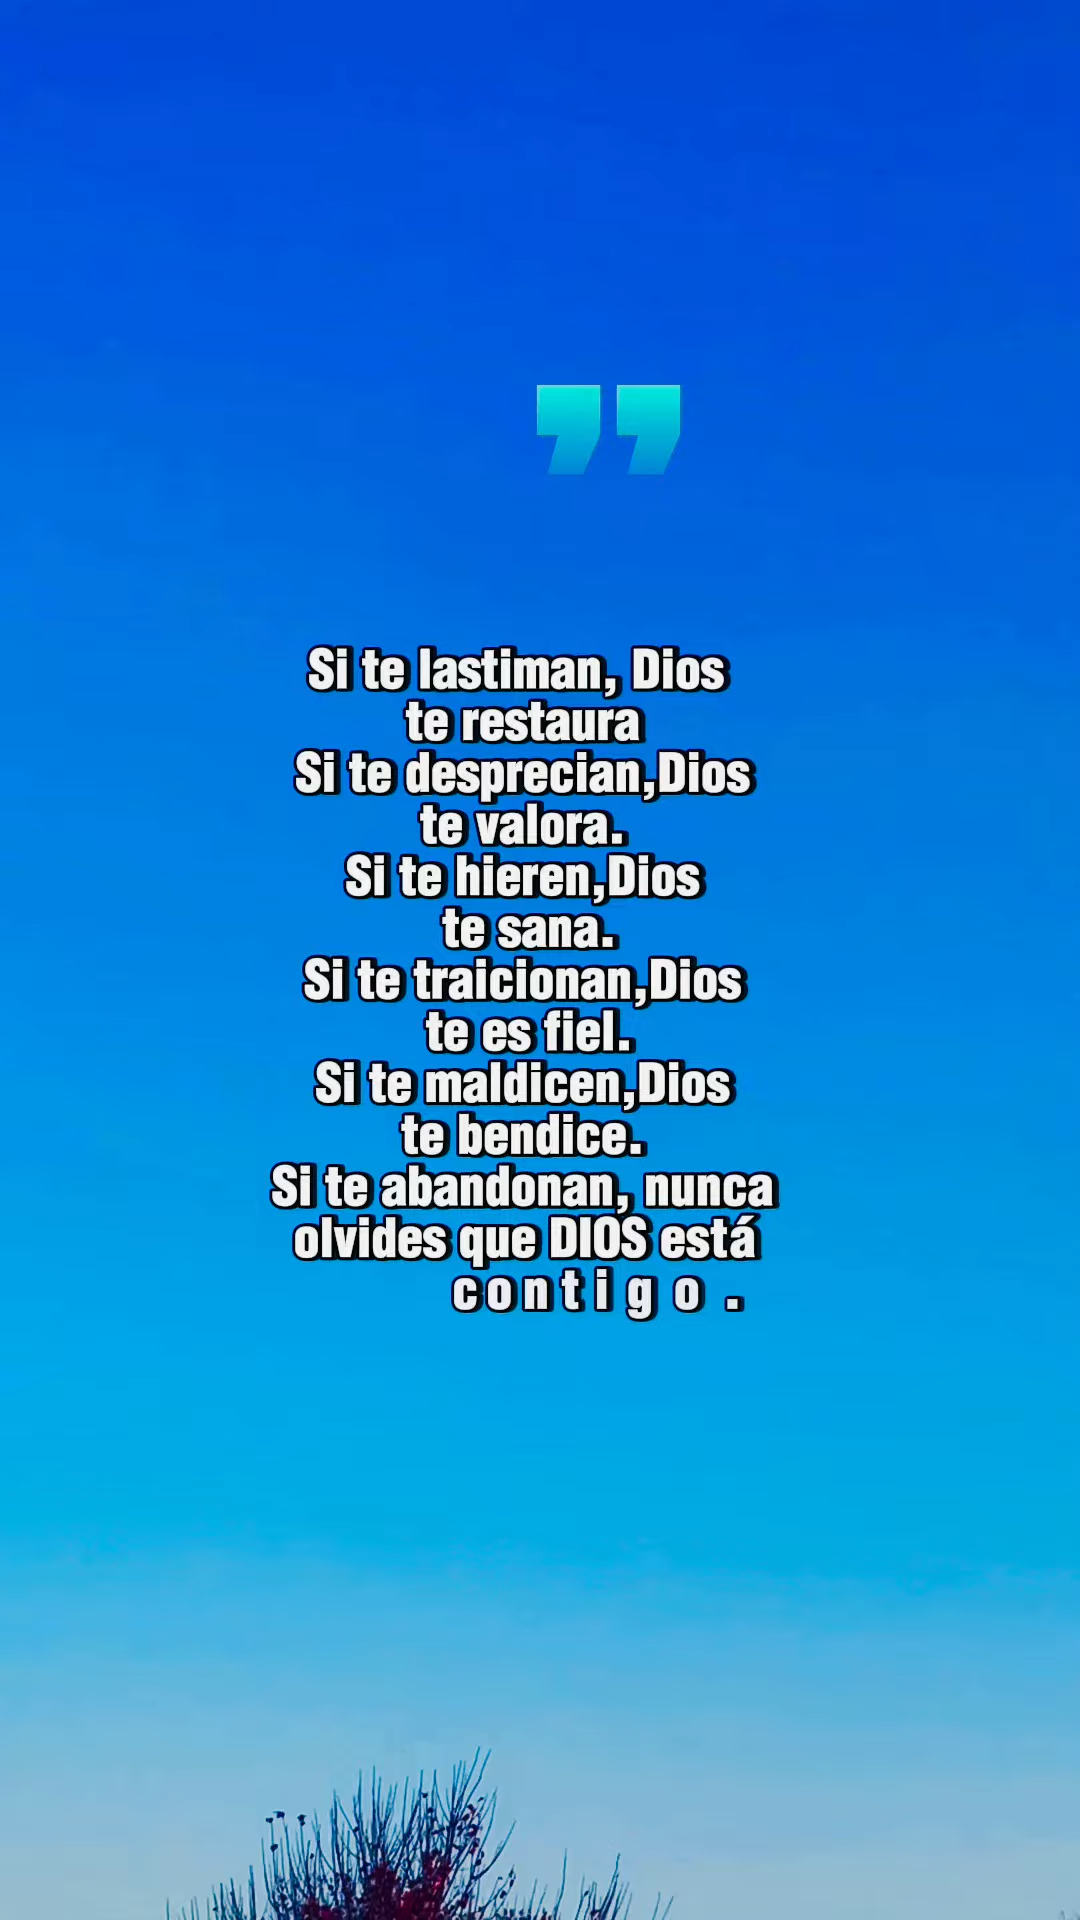 ”
Si te lastiman, Dios
te restaura
Si te desprecian,Dios
te valora.
Si te hieren,Dios
te sana.
Si te traicionan,Dios
te es fiel.
Si te maldicen,Dios
te bendice.
Si te abandonan, nunca
olvides que DIOS está
contigo .